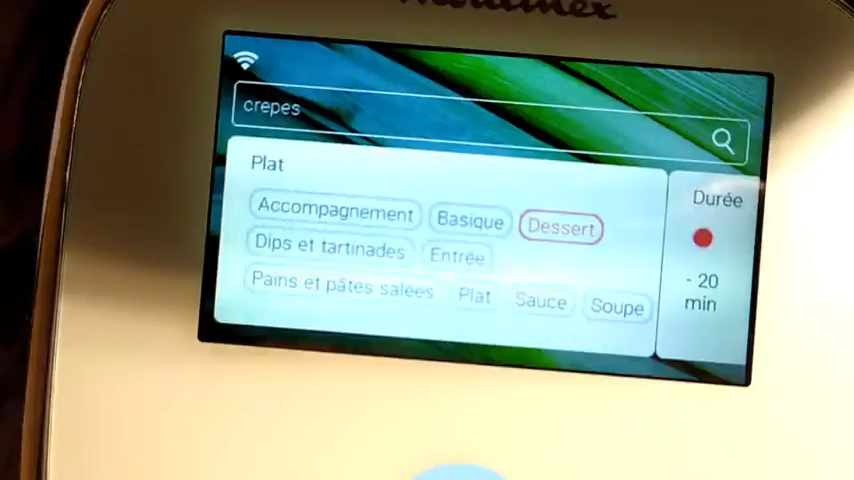 Moulinex
crepes
Plat
Accompagnement Basique Dessert
Dips et tartinades Entrée
Pains et pâtes salées Plat Sauce Soupe
Durée
- 20
min